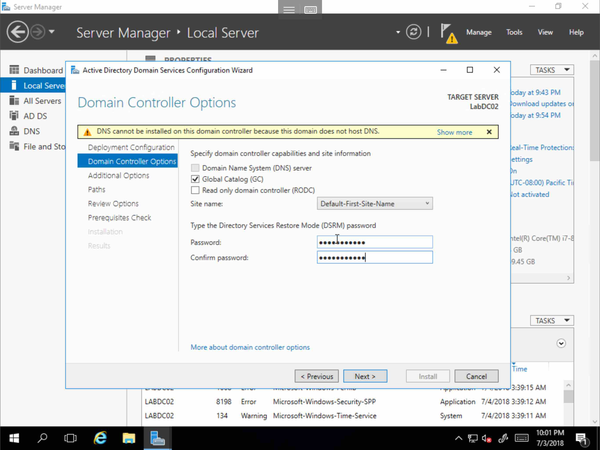 Server Manager
Server Manager ‣ Local Server
Manage Tools View Help
Dashboard
Local Server
All Servers
AD DS
DNS
File and Sto
PROPERTIES
TASKS
Active Directory Domain Services Configuration Wizard
Domain Controller Options
TARGET SERVER
LabDC02
DNS cannot be installed on this domain controller because this domain does not host DNS. Show more
Deployment Configuration
Domain Controller Options
Additional Options
Paths
Review Options
Prerequisites Check
Installation
Results
Specify domain controller capabilities and site information
Domain Name System (DNS) server
Global Catalog (GC)
Read only domain controller (RODC)
Site name: Default-First-Site-Name
Type the Directory Services Restore Mode (DSRM) password
Password: •••••••••••
Confirm password: •••••••••••
More about domain controller options
< Previous Next > Install Cancel
oday at 9:43 PM
Download updates o
oday at 9:54 PM
Real-Time Protection:
ettings
UTC-08:00) Pacific Ti
Not activated
ntel(R) Core(TM) i7-8
GB
9.45 GB
TASKS
Time
3:39:15 AM
LABDC02 8198 Error Microsoft-Windows-Security-SPP Application 7/4/2018 3:39:12 AM
LABDC02 134 Warning Microsoft-Windows-Time-Service System 7/4/2018 3:39:11 AM
10:01 PM
7/3/2018